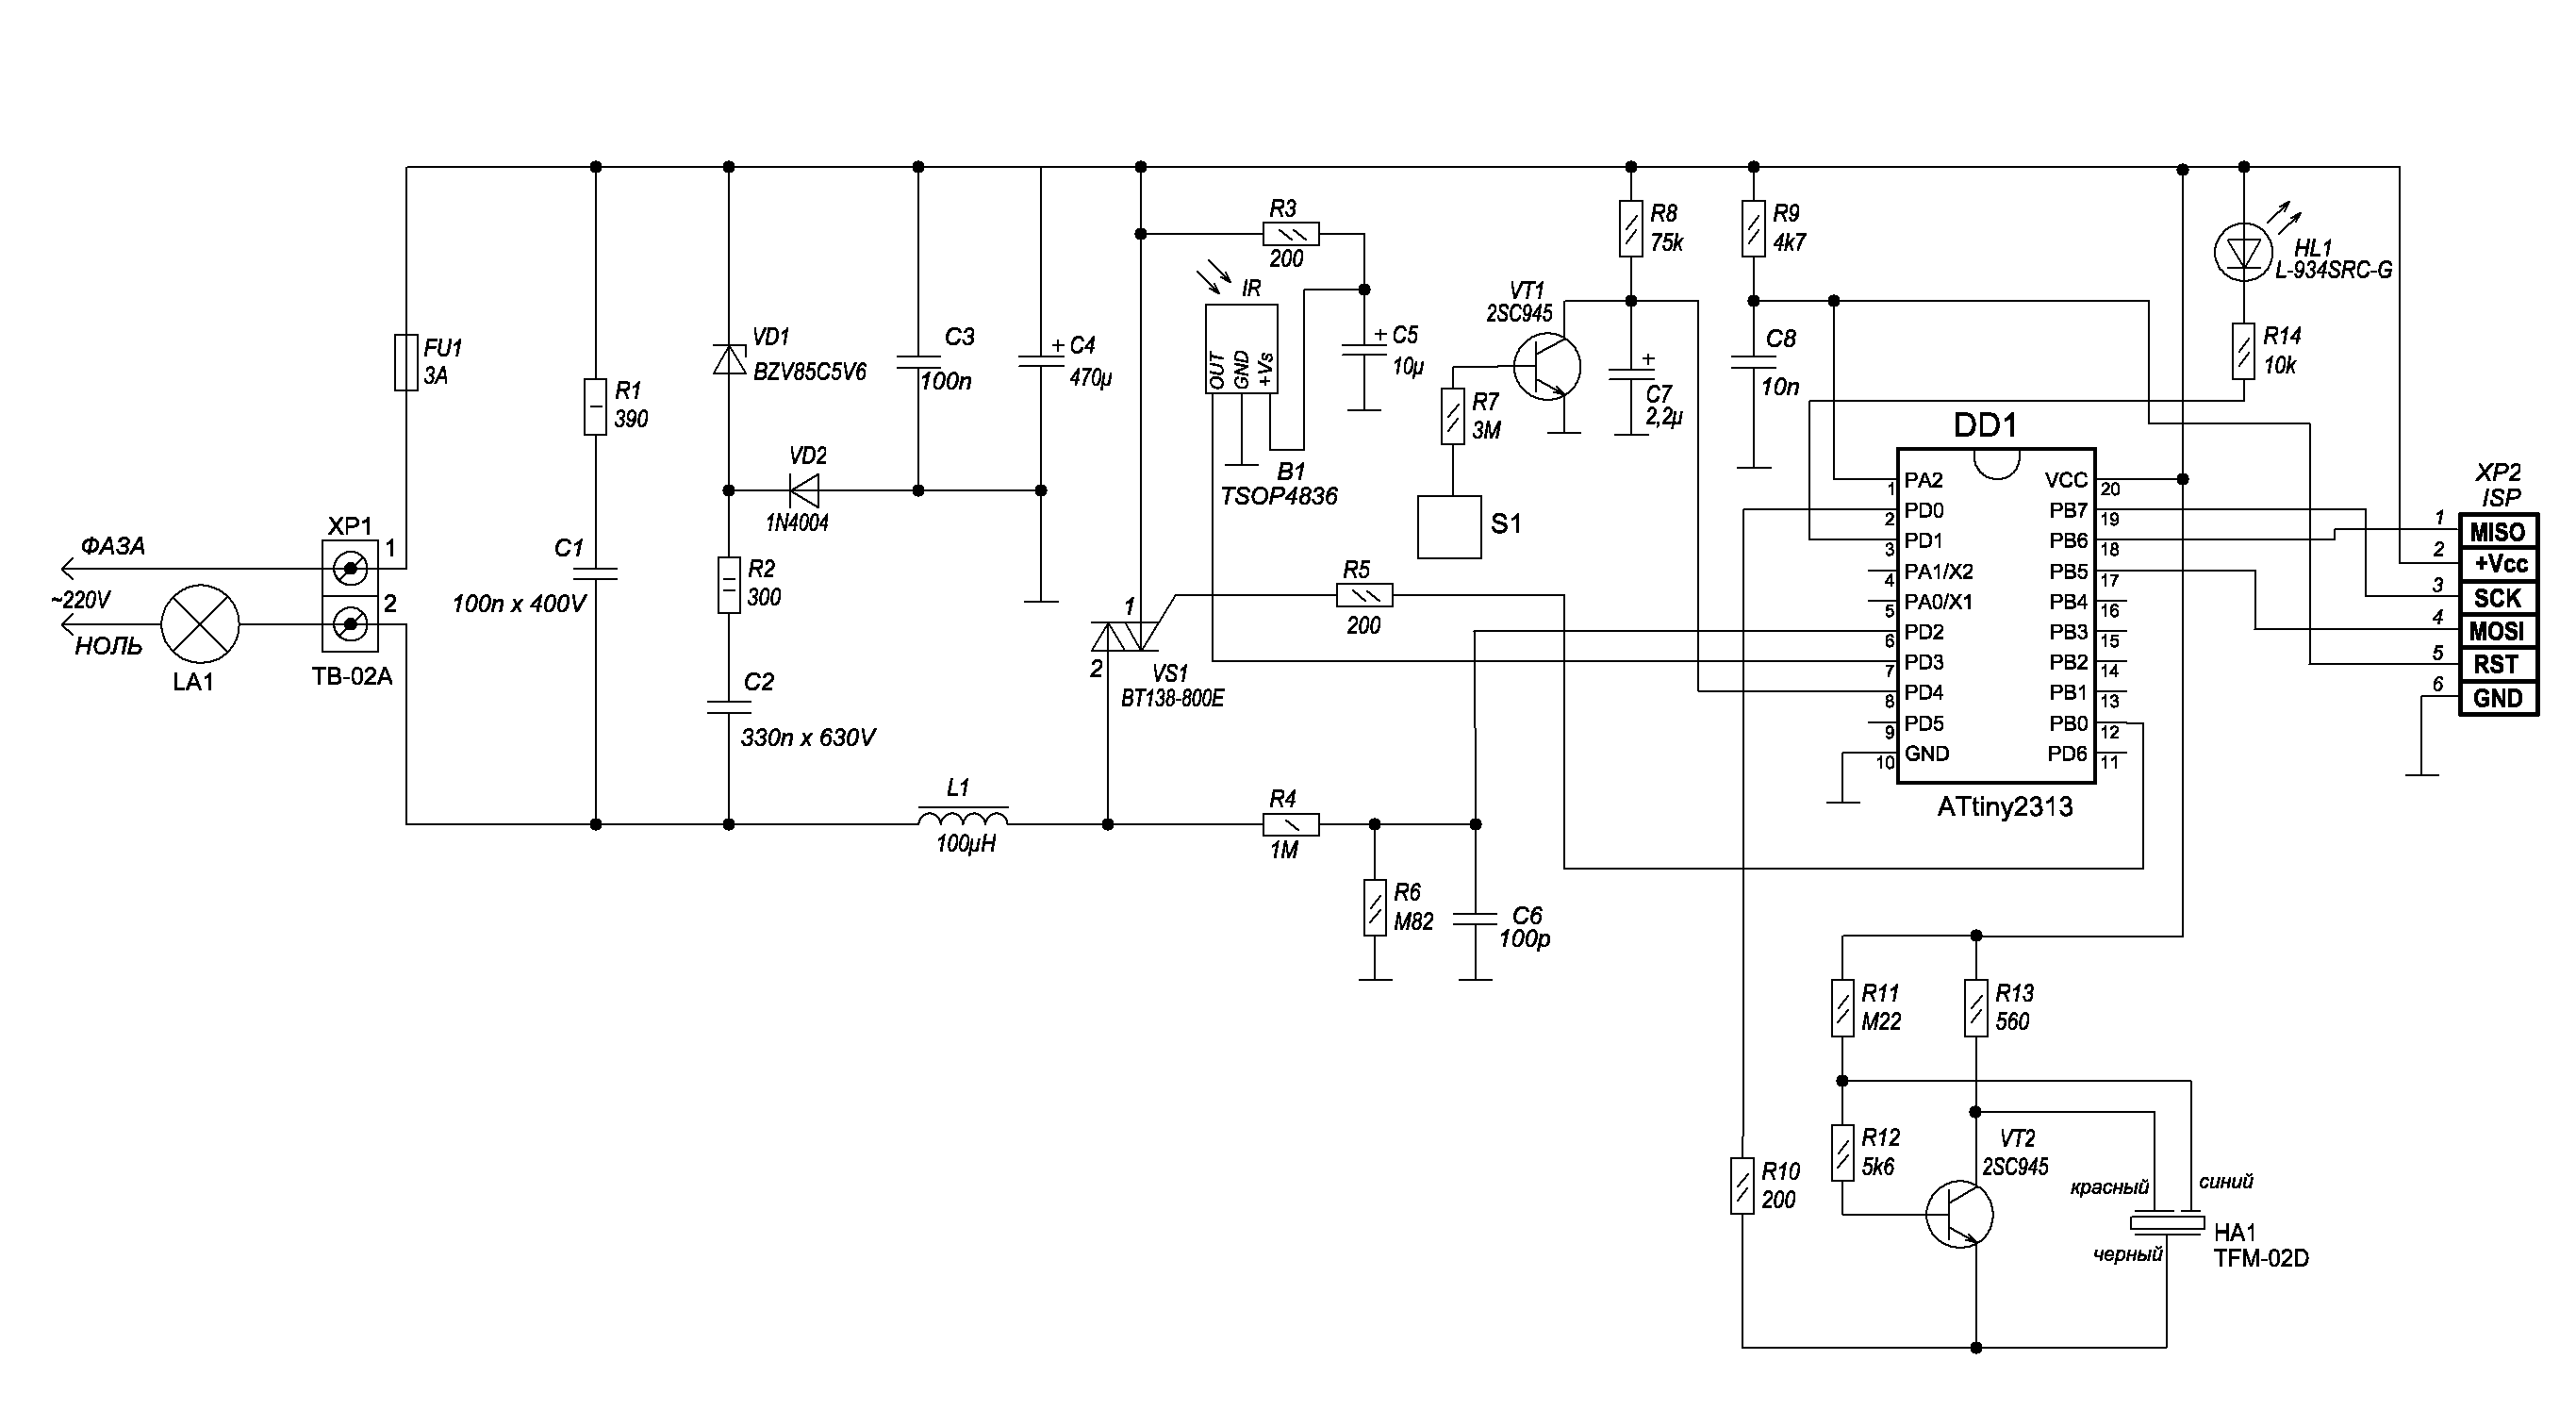 FU1
3A
R1
390
C1
100n x 400V
VD1
BZV85C5V6
VD2
1N4004
R2
300
C2
330n x 630V
C3
100n
+ C4
470µ
R3
200
IR
OUT
GND
+Vs
B1
TSOP4836
+ C5
10µ
VT1
2SC945
R7
3M
S1
R8
75k
+
C7
2,2µ
R9
4k7
C8
10n
HL1
L-934SRC-G
R14
10k
XP1
1
2
TB-02A
ФАЗА
~220V
НОЛЬ
LA1
1
2
VS1
BT138-800E
R5
200
L1
100µH
R4
1M
R6
M82
C6
100p
DD1
1 PA2
2 PD0
3 PD1
4 PA1/X2
5 PA0/X1
6 PD2
7 PD3
8 PD4
9 PD5
10 GND
VCC 20
PB7 19
PB6 18
PB5 17
PB4 16
PB3 15
PB2 14
PB1 13
PB0 12
PD6 11
ATtiny2313
XP2
ISP
1 MISO
2 +Vcc
3 SCK
4 MOSI
5 RST
6 GND
R10
200
R11
M22
R12
5k6
R13
560
VT2
2SC945
красный
синий
черный
HA1
TFM-02D